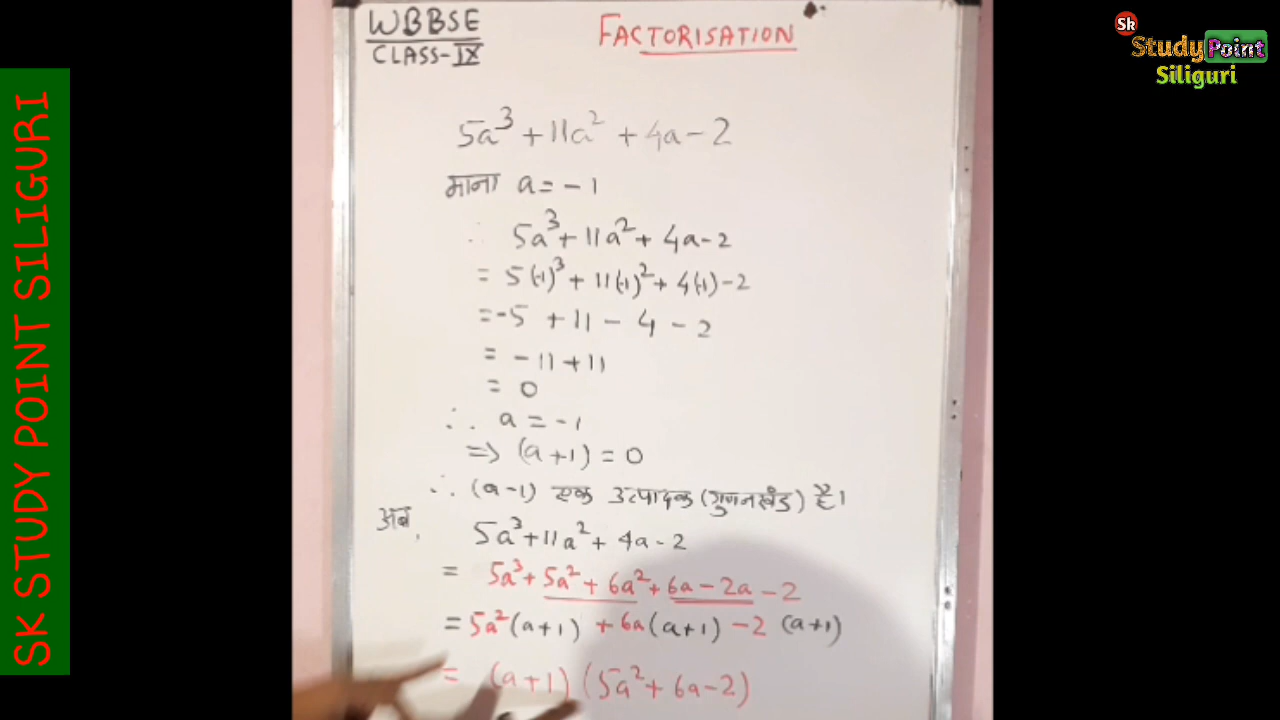 WBBSE
CLASS-IX
FACTORISATION
Sk
Study Point
Siliguri
SK STUDY POINT SILIGURI
5a³ + 11a² + 4a - 2
माना a = -1
∴ 5a³ + 11a² + 4a - 2
= 5(-1)³ + 11(-1)² + 4(-1) - 2
= -5 + 11 - 4 - 2
= -11 + 11
= 0
∴ a = -1
⇒ (a+1) = 0
∴ (a-1) एक उत्पादक (गुणनखंड) है।
अब,
5a³ + 11a² + 4a - 2
= 5a³ + 5a² + 6a² + 6a - 2a - 2
= 5a²(a+1) + 6a(a+1) - 2 (a+1)
= (a+1) (5a² + 6a - 2)